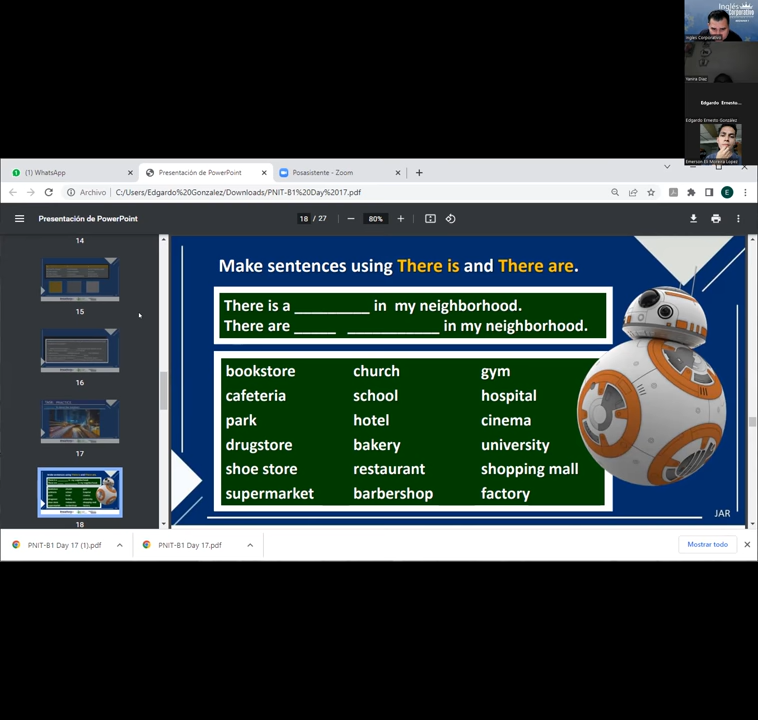 Inglés
Corporativo
Ingles Corporativo
Yanira Diaz
Edgardo Ernesto...
Edgardo Ernesto González
Emerson Eli Moreira Lopez
(1) WhatsApp
Presentación de PowerPoint
Posasistente - Zoom
Archivo
C:/Users/Edgardo%20Gonzalez/Downloads/PNIT-B1%20Day%2017.pdf
E
Presentación de PowerPoint
18 / 27
80%
14
15
16
17
18
Make sentences using There is and There are.
There is a __________ in my neighborhood.
There are _____ ___________ in my neighborhood.
bookstore church gym
cafeteria school hospital
park hotel cinema
drugstore bakery university
shoe store restaurant shopping mall
supermarket barbershop factory
JAR
PNIT-B1 Day 17 (1).pdf
PNIT-B1 Day 17.pdf
Mostrar todo